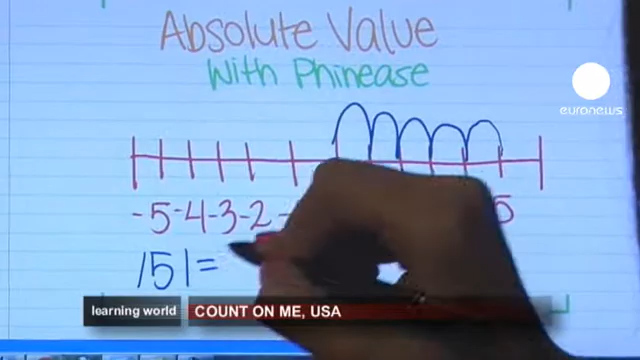 Absolute Value
With Phinease
euronews
-5 -4 -3 -2 - 5
|5| =
learning world COUNT ON ME, USA